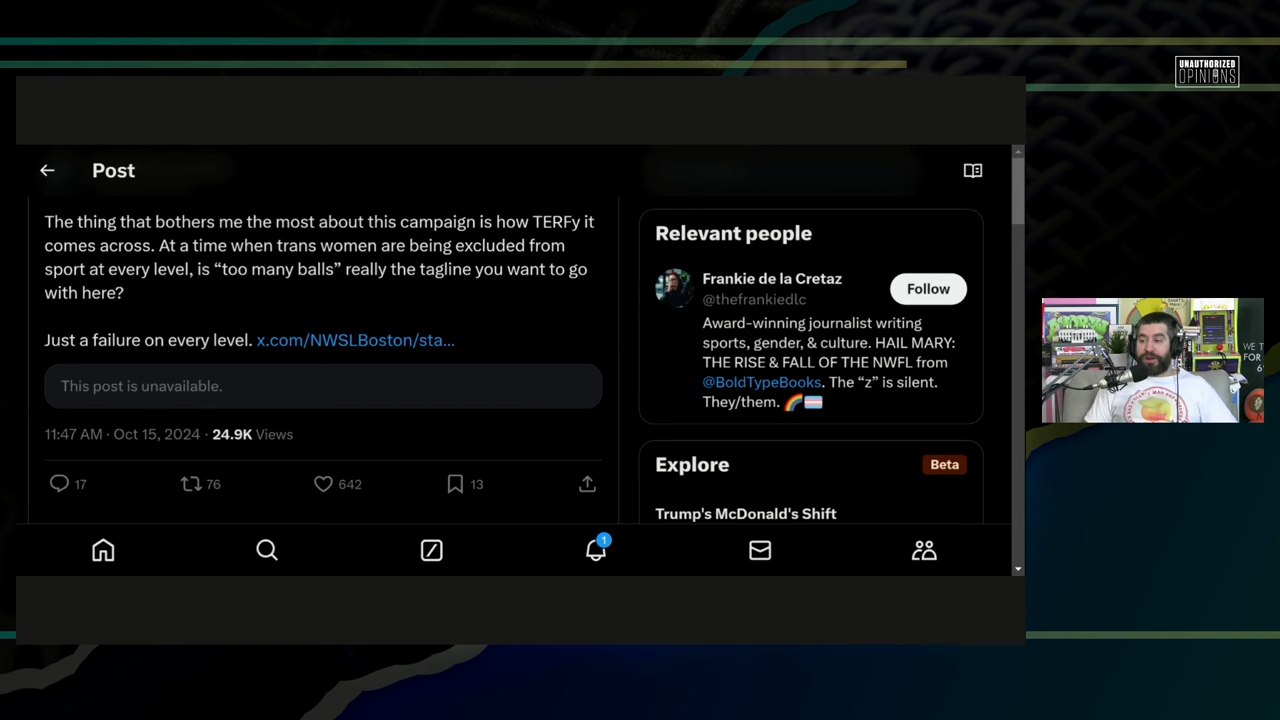 UNAUTHORIZED
OPINIONS
Post
The thing that bothers me the most about this campaign is how TERFy it
comes across. At a time when trans women are being excluded from
sport at every level, is “too many balls” really the tagline you want to go
with here?
Just a failure on every level. x.com/NWSLBoston/sta...
This post is unavailable.
11:47 AM · Oct 15, 2024 · 24.9K Views
17
76
642
13
Relevant people
Frankie de la Cretaz
@thefrankiedlc
Follow
Award-winning journalist writing
sports, gender, & culture. HAIL MARY:
THE RISE & FALL OF THE NWFL from
@BoldTypeBooks. The “z” is silent.
They/them. 🌈🏳️‍⚧️
Explore
Beta
Trump's McDonald's Shift
1